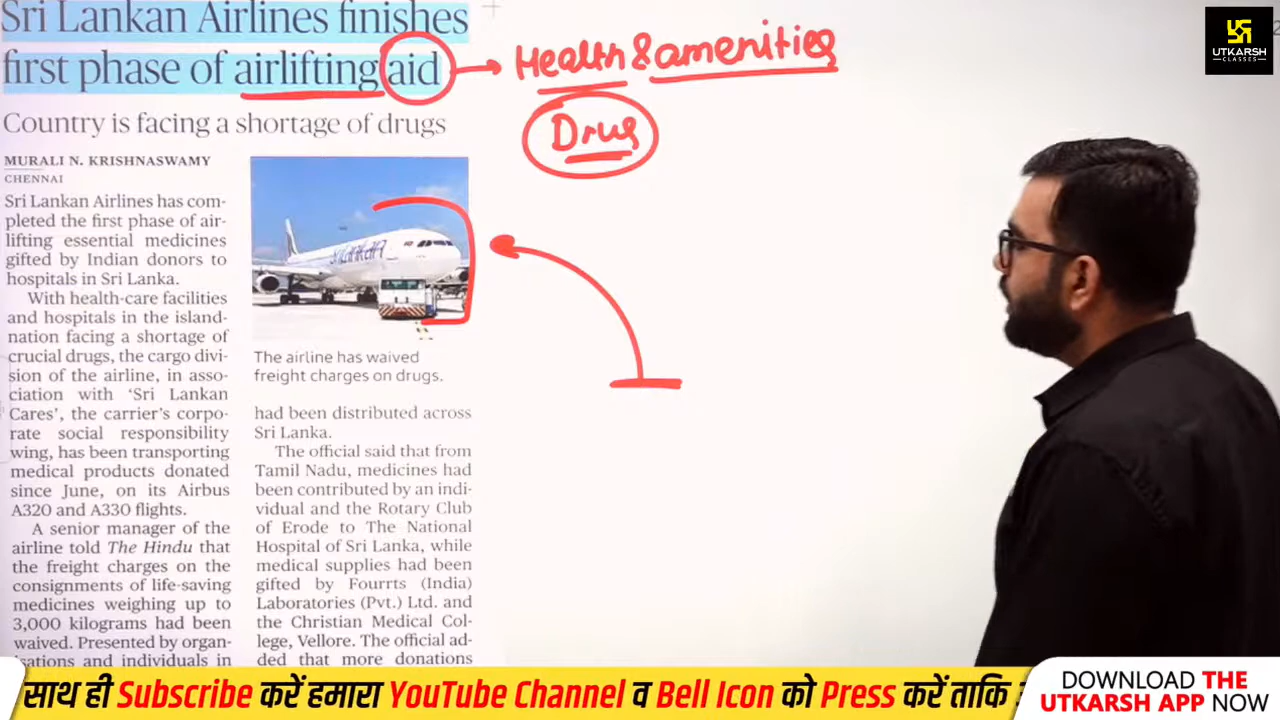 Sri Lankan Airlines finishes
first phase of airlifting aid
Country is facing a shortage of drugs
MURALI N. KRISHNASWAMY
CHENNAI
Sri Lankan Airlines has com-
pleted the first phase of air-
lifting essential medicines
gifted by Indian donors to
hospitals in Sri Lanka.
With health-care facilities
and hospitals in the island-
nation facing a shortage of
crucial drugs, the cargo divi-
sion of the airline, in asso-
ciation with ‘Sri Lankan
Cares’, the carrier’s corpo-
rate social responsibility
wing, has been transporting
medical products donated
since June, on its Airbus
A320 and A330 flights.
A senior manager of the
airline told The Hindu that
the freight charges on the
consignments of life-saving
medicines weighing up to
3,000 kilograms had been
waived. Presented by organ-
isations and individuals in
SriLankan
The airline has waived
freight charges on drugs.
had been distributed across
Sri Lanka.
The official said that from
Tamil Nadu, medicines had
been contributed by an indi-
vidual and the Rotary Club
of Erode to The National
Hospital of Sri Lanka, while
medical supplies had been
gifted by Fourrts (India)
Laboratories (Pvt.) Ltd. and
the Christian Medical Col-
lege, Vellore. The official ad-
ded that more donations
Health & amenities
Drug
UTKARSH
CLASSES
साथ ही Subscribe करें हमारा YouTube Channel व Bell Icon को Press करें ताकि
DOWNLOAD THE
UTKARSH APP NOW